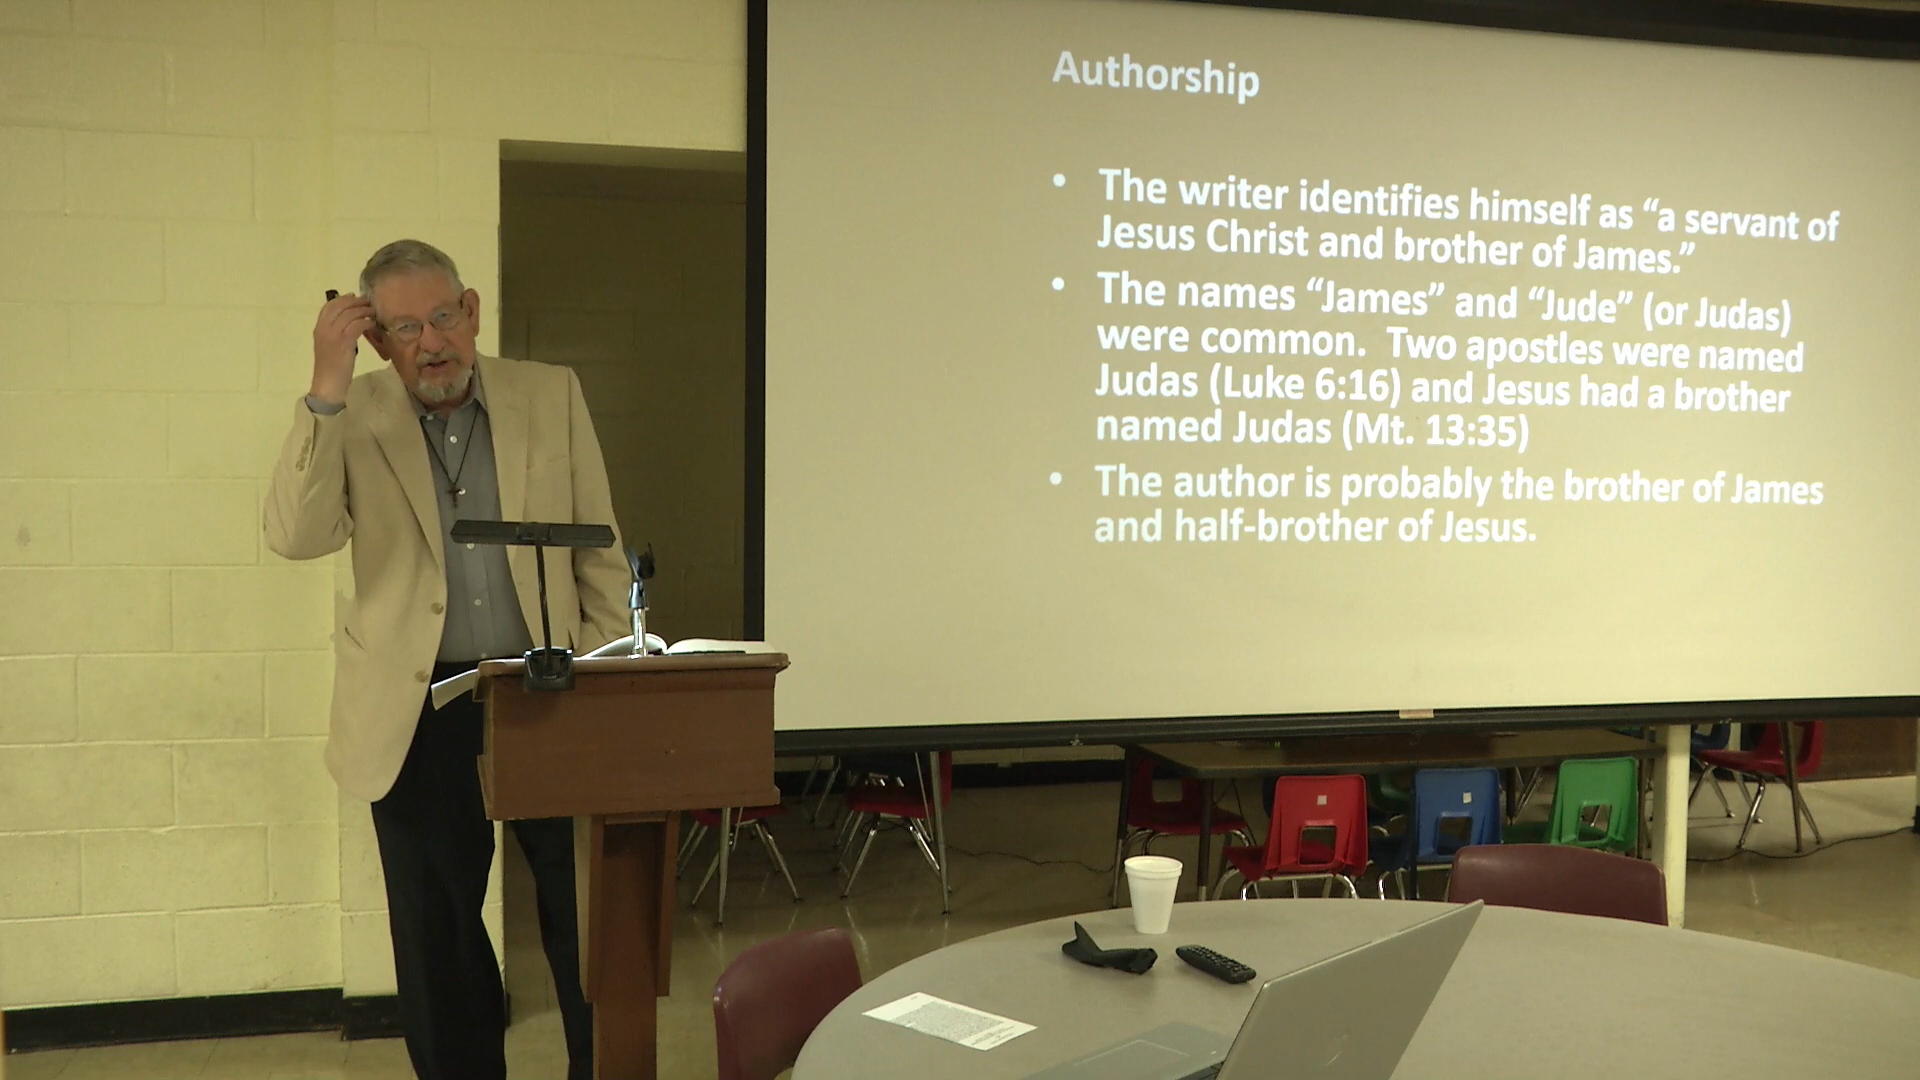 Authorship
• The writer identifies himself as “a servant of
Jesus Christ and brother of James.”
• The names “James” and “Jude” (or Judas)
were common.  Two apostles were named
Judas (Luke 6:16) and Jesus had a brother
named Judas (Mt. 13:35)
• The author is probably the brother of James
and half-brother of Jesus.